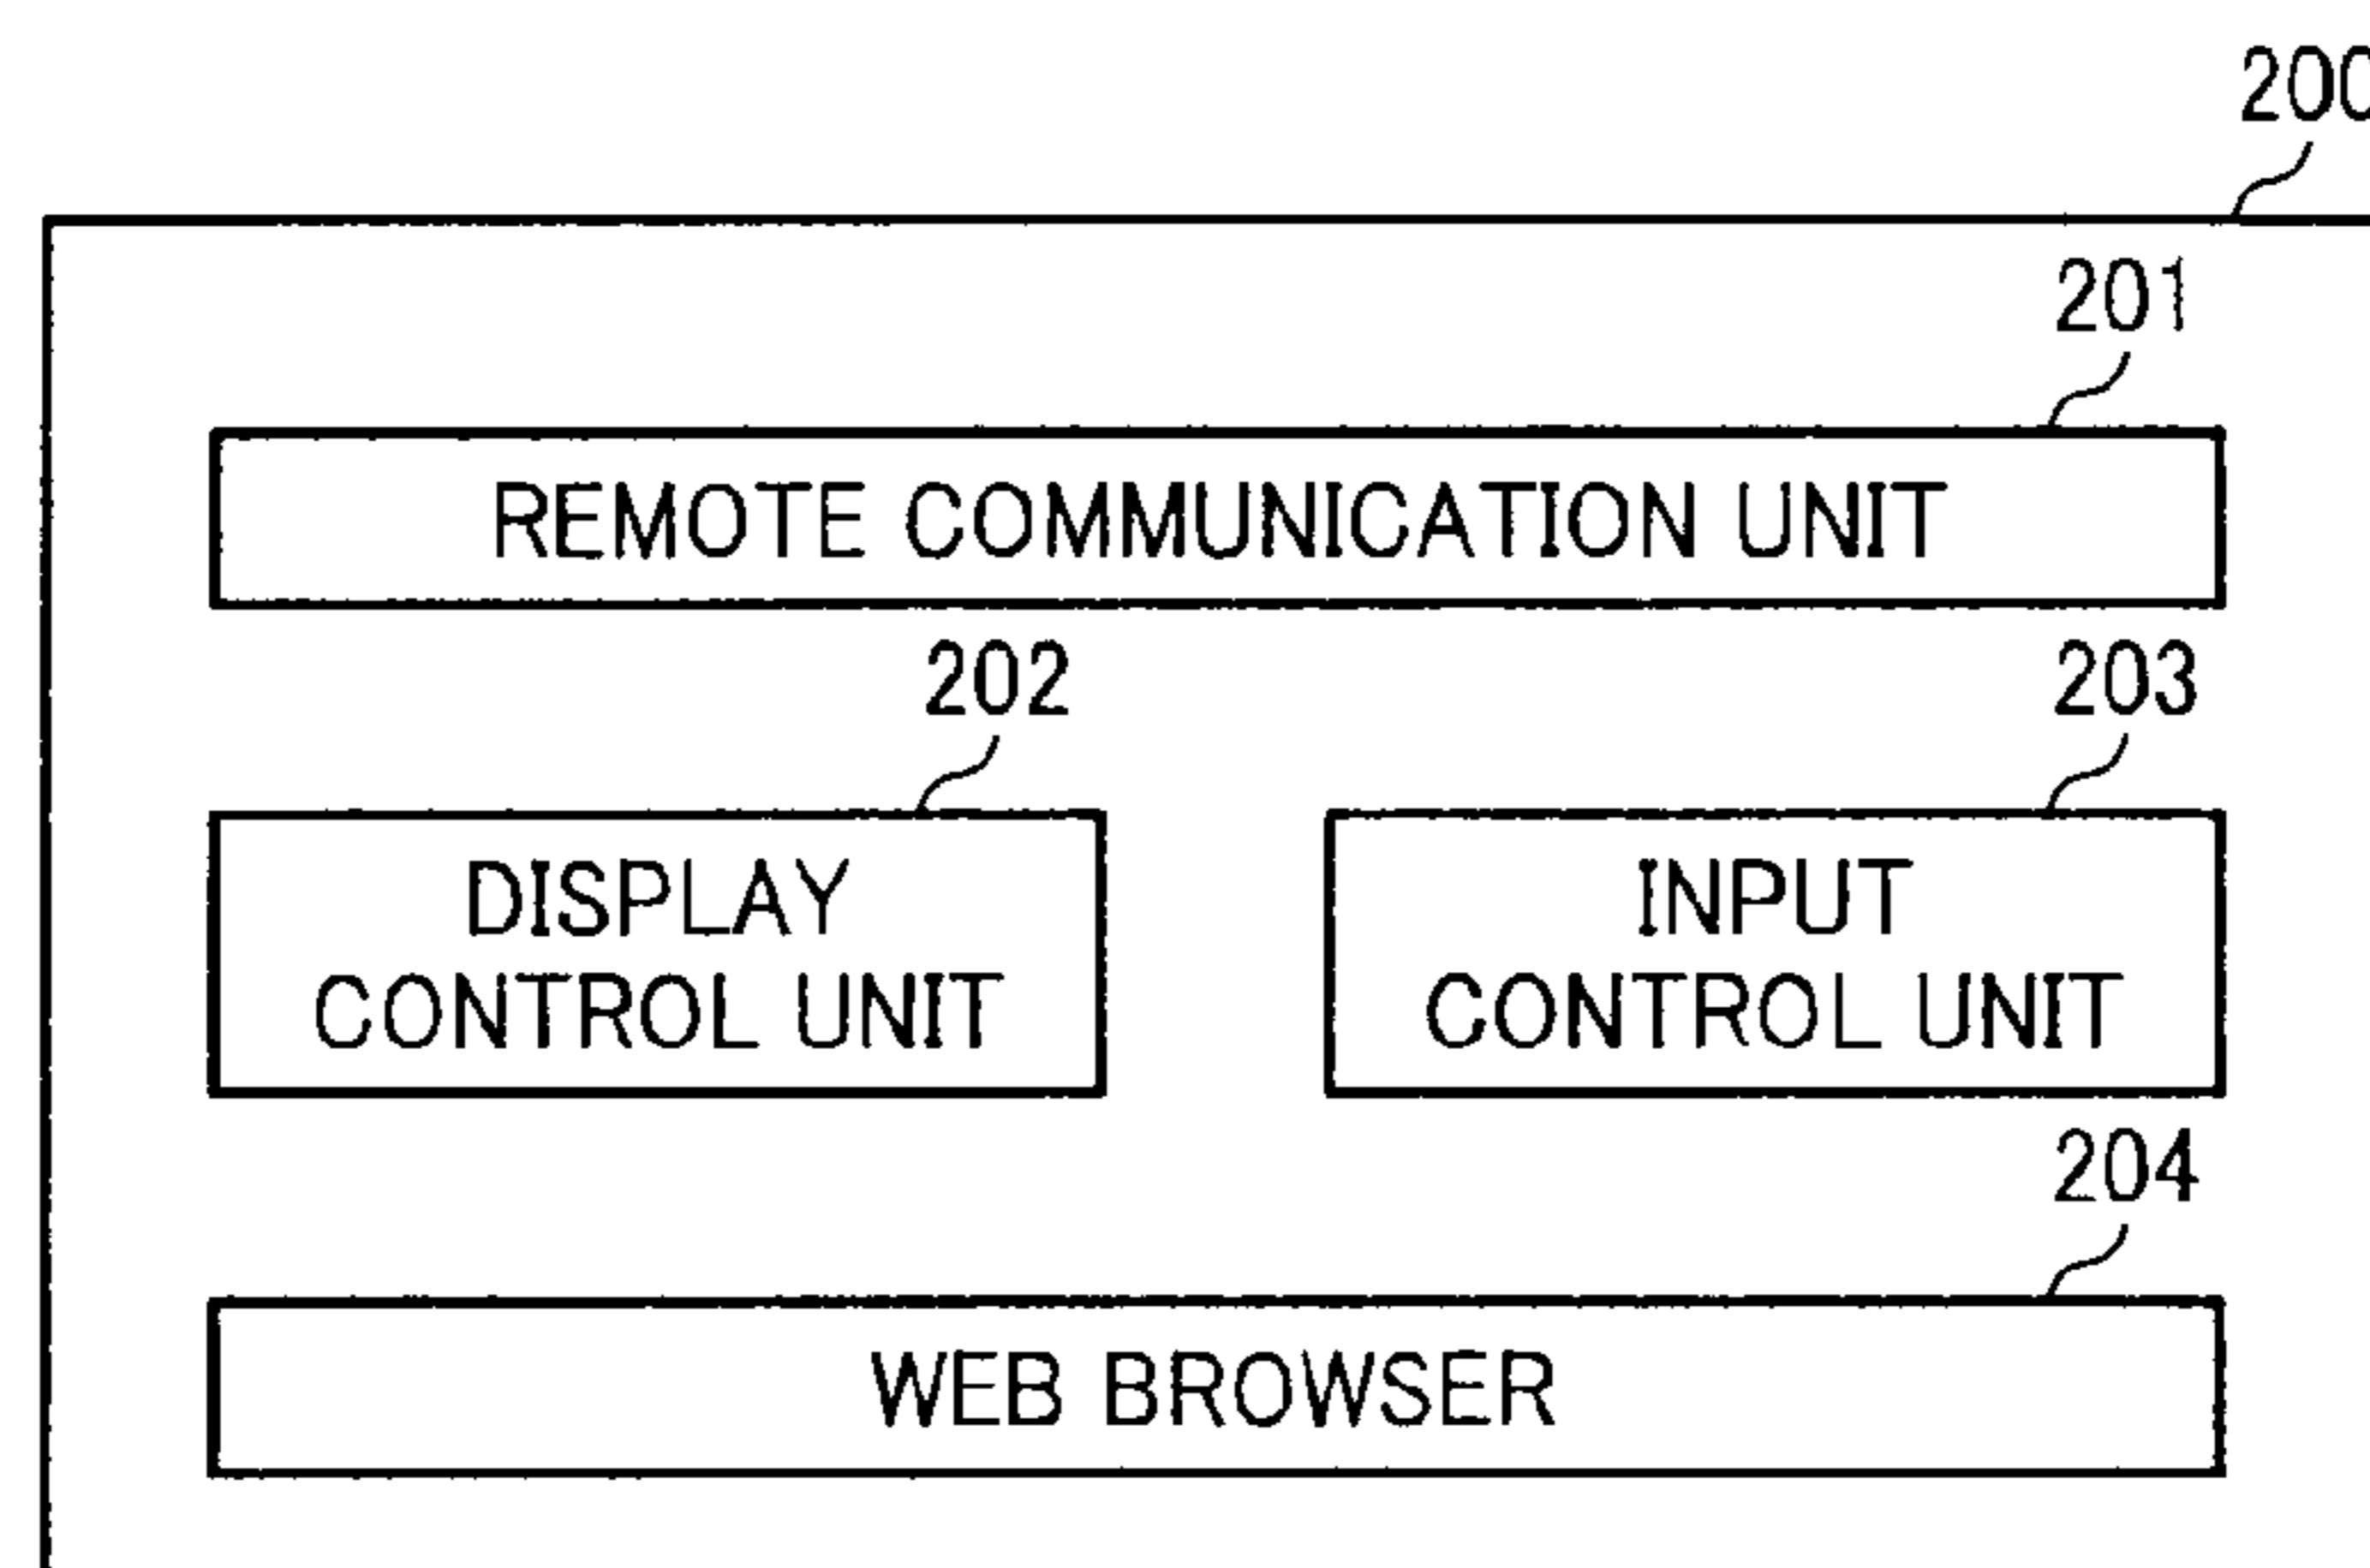 200
201
REMOTE COMMUNICATION UNIT
202
203
DISPLAY
CONTROL UNIT
INPUT
CONTROL UNIT
204
WEB BROWSER